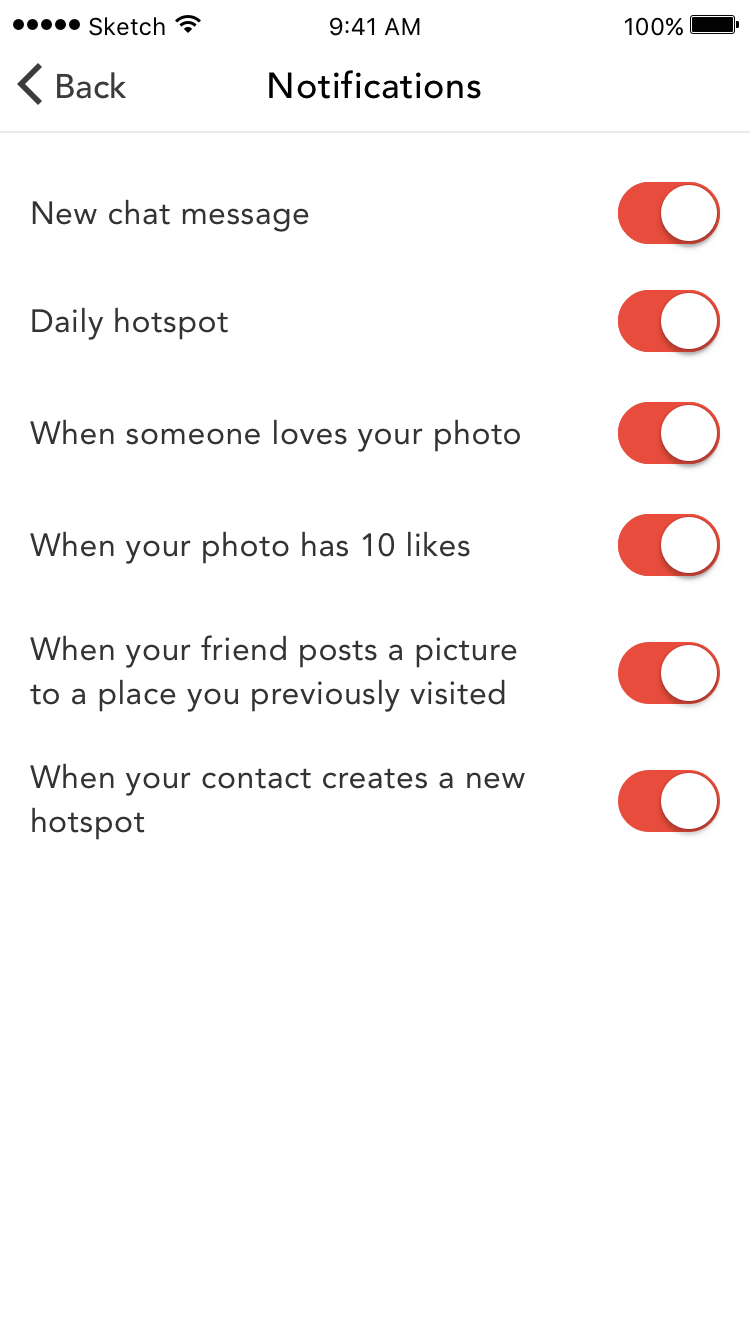 Sketch 9:41 AM 100%
Back Notifications
New chat message
Daily hotspot
When someone loves your photo
When your photo has 10 likes
When your friend posts a picture
to a place you previously visited
When your contact creates a new
hotspot